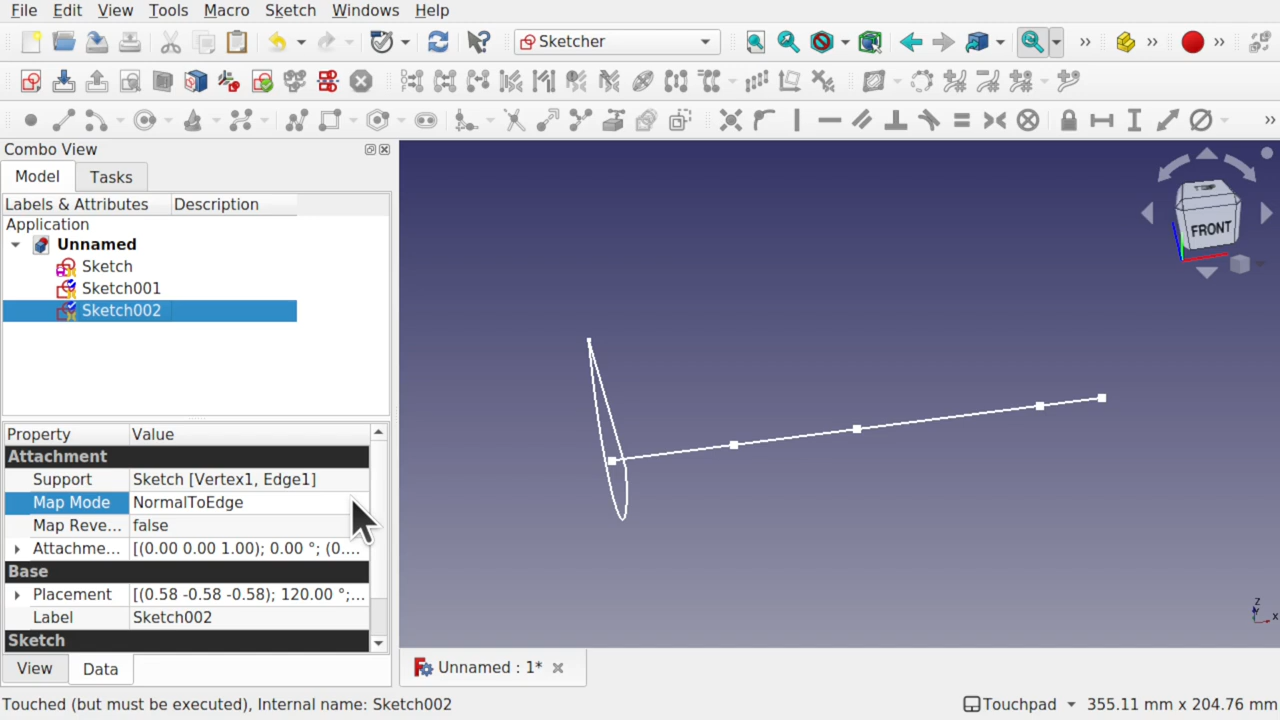 File Edit View Tools Macro Sketch Windows Help
Sketcher
Combo View
Model Tasks
Labels & Attributes Description
Application
Unnamed
Sketch
Sketch001
Sketch002
FRONT
Property Value
Attachment
Support Sketch [Vertex1, Edge1]
Map Mode NormalToEdge
Map Reve... false
Attachme... [(0.00 0.00 1.00); 0.00 °; (0....
Base
Placement [(0.58 -0.58 -0.58); 120.00 °;...
Label Sketch002
Sketch
Z
Y
X
View Data
Unnamed : 1*
Touched (but must be executed), Internal name: Sketch002
Touchpad 355.11 mm x 204.76 mm